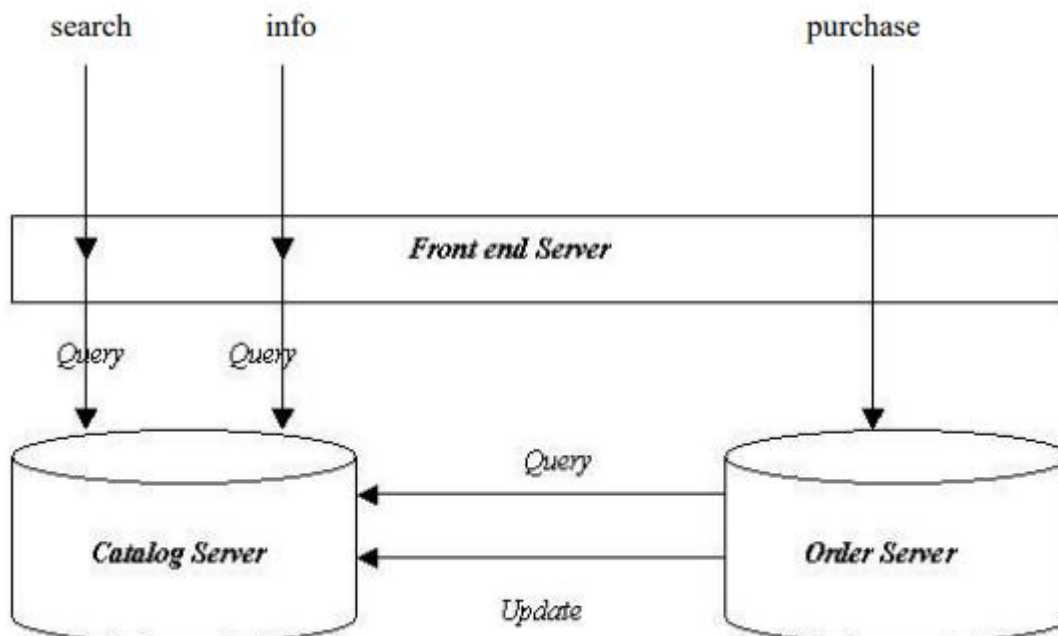 search
info
purchase
Front end Server
Query
Query
Query
Catalog Server
Order Server
Update